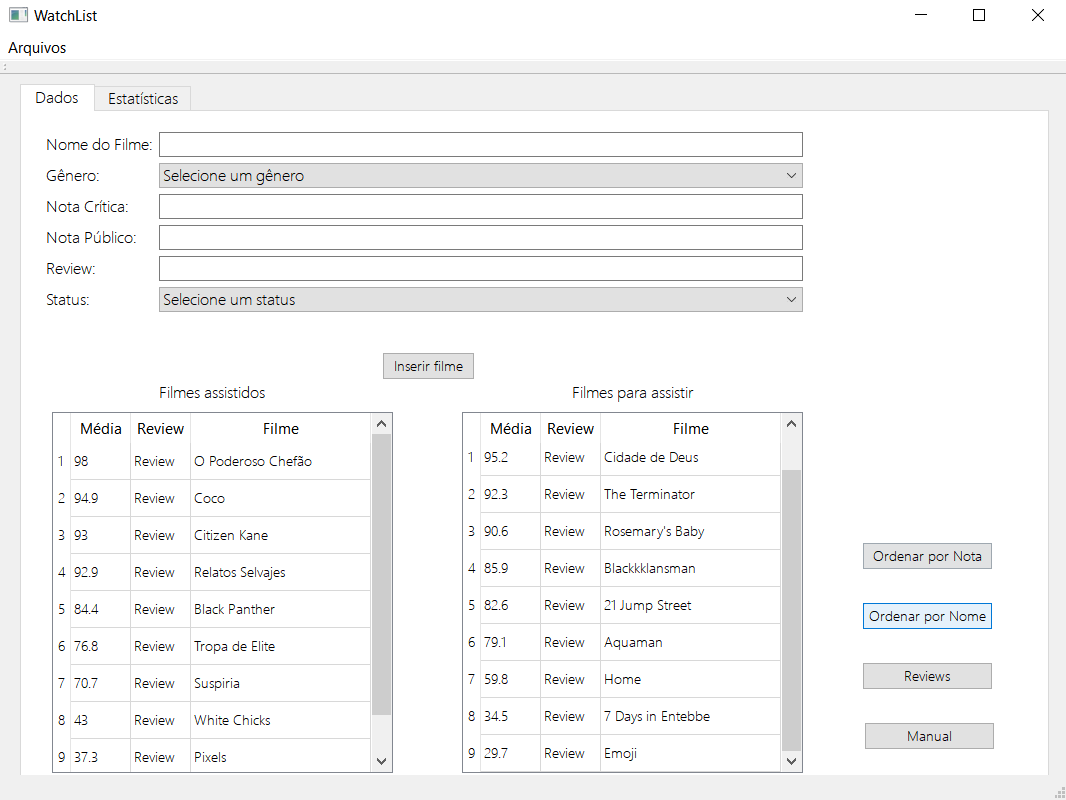 WatchList
Arquivos
Dados Estatísticas
Nome do Filme:
Gênero: Selecione um gênero
Nota Crítica:
Nota Público:
Review:
Status: Selecione um status
Inserir filme
Filmes assistidos
Média Review Filme
1 98 Review O Poderoso Chefão
2 94.9 Review Coco
3 93 Review Citizen Kane
4 92.9 Review Relatos Selvajes
5 84.4 Review Black Panther
6 76.8 Review Tropa de Elite
7 70.7 Review Suspiria
8 43 Review White Chicks
9 37.3 Review Pixels
Filmes para assistir
Média Review Filme
1 95.2 Review Cidade de Deus
2 92.3 Review The Terminator
3 90.6 Review Rosemary's Baby
4 85.9 Review Blackkklansman
5 82.6 Review 21 Jump Street
6 79.1 Review Aquaman
7 59.8 Review Home
8 34.5 Review 7 Days in Entebbe
9 29.7 Review Emoji
Ordenar por Nota
Ordenar por Nome
Reviews
Manual